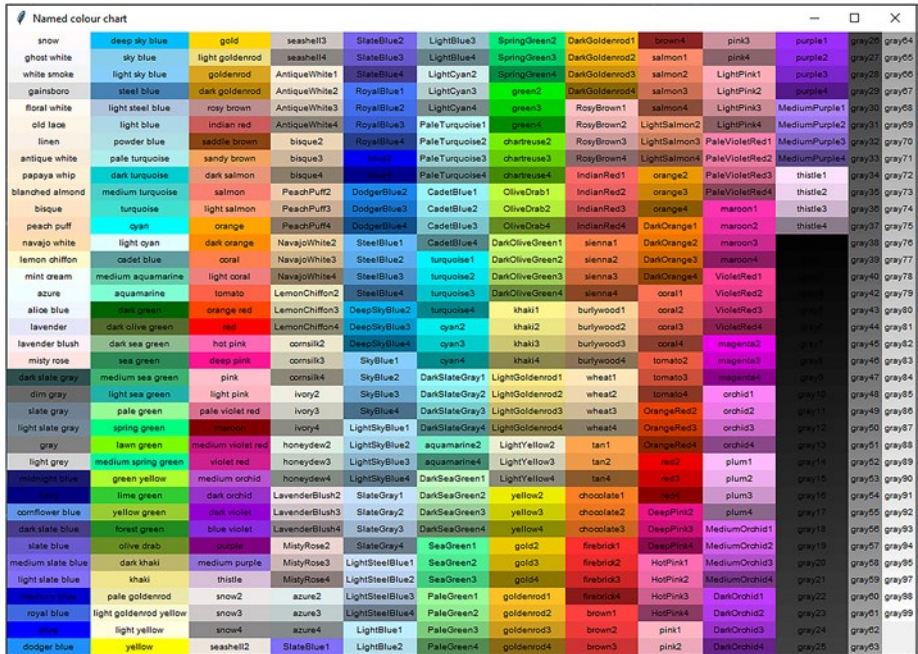 Named colour chart
snow
ghost white
white smoke
gainsboro
floral white
old lace
linen
antique white
papaya whip
blanched almond
bisque
peach puff
navajo white
lemon chiffon
mint cream
azure
alice blue
lavender
lavender blush
misty rose
dark slate gray
dim gray
slate gray
light slate gray
gray
light grey
midnight blue
cornflower blue
dark slate blue
slate blue
medium slate blue
light slate blue
medium blue
royal blue
blue
dodger blue
deep sky blue
sky blue
light sky blue
steel blue
light steel blue
light blue
powder blue
pale turquoise
dark turquoise
medium turquoise
turquoise
cyan
light cyan
cadet blue
medium aquamarine
aquamarine
dark green
dark olive green
dark sea green
sea green
medium sea green
light sea green
pale green
spring green
lawn green
medium spring green
green yellow
lime green
yellow green
forest green
olive drab
dark khaki
khaki
pale goldenrod
light goldenrod yellow
light yellow
yellow
gold
light goldenrod
goldenrod
dark goldenrod
rosy brown
indian red
saddle brown
sandy brown
dark salmon
salmon
light salmon
orange
dark orange
coral
light coral
tomato
orange red
red
hot pink
deep pink
pink
light pink
pale violet red
maroon
medium violet red
violet red
medium orchid
dark orchid
dark violet
blue violet
purple
medium purple
thistle
snow2
snow3
snow4
seashell2
seashell3
seashell4
AntiqueWhite1
AntiqueWhite2
AntiqueWhite3
AntiqueWhite4
bisque2
bisque3
bisque4
PeachPuff2
PeachPuff3
PeachPuff4
NavajoWhite2
NavajoWhite3
NavajoWhite4
LemonChiffon2
LemonChiffon3
LemonChiffon4
cornsilk2
cornsilk3
cornsilk4
ivory2
ivory3
ivory4
honeydew2
honeydew3
honeydew4
LavenderBlush2
LavenderBlush3
LavenderBlush4
MistyRose2
MistyRose3
MistyRose4
azure2
azure3
azure4
SlateBlue1
SlateBlue2
SlateBlue3
SlateBlue4
RoyalBlue1
RoyalBlue2
RoyalBlue3
RoyalBlue4
blue2
DodgerBlue2
DodgerBlue3
DodgerBlue4
SteelBlue1
SteelBlue2
SteelBlue3
SteelBlue4
DeepSkyBlue2
DeepSkyBlue3
DeepSkyBlue4
SkyBlue1
SkyBlue2
SkyBlue3
SkyBlue4
LightSkyBlue1
LightSkyBlue2
LightSkyBlue3
LightSkyBlue4
SlateGray1
SlateGray2
SlateGray3
SlateGray4
LightSteelBlue1
LightSteelBlue2
LightSteelBlue3
LightSteelBlue4
LightBlue1
LightBlue2
LightBlue3
LightBlue4
LightCyan2
LightCyan3
LightCyan4
PaleTurquoise1
PaleTurquoise2
PaleTurquoise3
PaleTurquoise4
CadetBlue1
CadetBlue2
CadetBlue3
CadetBlue4
turquoise1
turquoise2
turquoise3
turquoise4
cyan2
cyan3
cyan4
DarkSlateGray1
DarkSlateGray2
DarkSlateGray3
DarkSlateGray4
aquamarine2
aquamarine4
DarkSeaGreen1
DarkSeaGreen2
DarkSeaGreen3
DarkSeaGreen4
SeaGreen1
SeaGreen2
SeaGreen3
PaleGreen1
PaleGreen2
PaleGreen3
PaleGreen4
SpringGreen2
SpringGreen3
SpringGreen4
green2
green3
green4
chartreuse2
chartreuse3
chartreuse4
OliveDrab1
OliveDrab2
OliveDrab4
DarkOliveGreen1
DarkOliveGreen2
DarkOliveGreen3
DarkOliveGreen4
khaki1
khaki2
khaki3
khaki4
LightGoldenrod1
LightGoldenrod2
LightGoldenrod3
LightGoldenrod4
LightYellow2
LightYellow3
LightYellow4
yellow2
yellow3
yellow4
gold2
gold3
gold4
goldenrod1
goldenrod2
goldenrod3
goldenrod4
DarkGoldenrod1
DarkGoldenrod2
DarkGoldenrod3
DarkGoldenrod4
RosyBrown1
RosyBrown2
RosyBrown3
RosyBrown4
IndianRed1
IndianRed2
IndianRed3
IndianRed4
sienna1
sienna2
sienna3
sienna4
burlywood1
burlywood2
burlywood3
burlywood4
wheat1
wheat2
wheat3
wheat4
tan1
tan2
tan4
chocolate1
chocolate2
chocolate3
firebrick1
firebrick2
firebrick3
firebrick4
brown1
brown2
brown3
brown4
salmon1
salmon2
salmon3
salmon4
LightSalmon2
LightSalmon3
LightSalmon4
orange2
orange3
orange4
DarkOrange1
DarkOrange2
DarkOrange3
DarkOrange4
coral1
coral2
coral3
coral4
tomato2
tomato3
tomato4
OrangeRed2
OrangeRed3
OrangeRed4
red2
red3
red4
DeepPink2
DeepPink3
DeepPink4
HotPink1
HotPink2
HotPink3
HotPink4
pink1
pink2
pink3
pink4
LightPink1
LightPink2
LightPink3
LightPink4
PaleVioletRed1
PaleVioletRed2
PaleVioletRed3
PaleVioletRed4
maroon1
maroon2
maroon3
maroon4
VioletRed1
VioletRed2
VioletRed3
VioletRed4
magenta2
magenta3
magenta4
orchid1
orchid2
orchid3
orchid4
plum1
plum2
plum3
plum4
MediumOrchid1
MediumOrchid2
MediumOrchid3
MediumOrchid4
DarkOrchid1
DarkOrchid2
DarkOrchid3
purple1
purple2
purple3
purple4
MediumPurple1
MediumPurple2
MediumPurple3
MediumPurple4
thistle1
thistle2
thistle3
thistle4
gray10
gray11
gray12
gray13
gray14
gray15
gray16
gray17
gray18
gray19
gray20
gray21
gray22
gray23
gray24
gray25
gray26
gray27
gray28
gray29
gray30
gray31
gray32
gray33
gray34
gray35
gray36
gray37
gray38
gray39
gray40
gray42
gray43
gray44
gray45
gray46
gray47
gray48
gray49
gray50
gray51
gray52
gray53
gray54
gray55
gray56
gray57
gray58
gray59
gray60
gray61
gray62
gray63
gray64
gray65
gray66
gray67
gray68
gray69
gray70
gray71
gray72
gray73
gray74
gray75
gray76
gray77
gray78
gray79
gray80
gray81
gray82
gray83
gray84
gray85
gray86
gray87
gray88
gray89
gray90
gray91
gray92
gray93
gray94
gray95
gray97
gray98
gray99